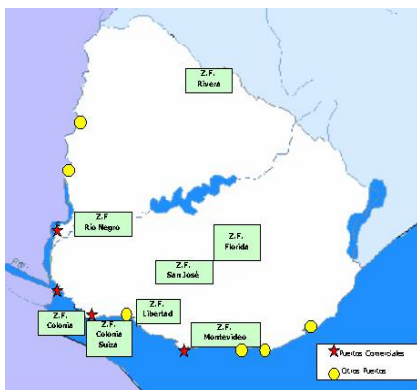 Z.F.
Rivera
Z.F
Río Negro
Z.F.
Florida
Z.F.
San José
Z.F.
Libertad
Z.F.
Colonia
Z.F.
Colonia
Suiza
Z.F.
Montevideo
Puertos Comerciales
Otros Puertos